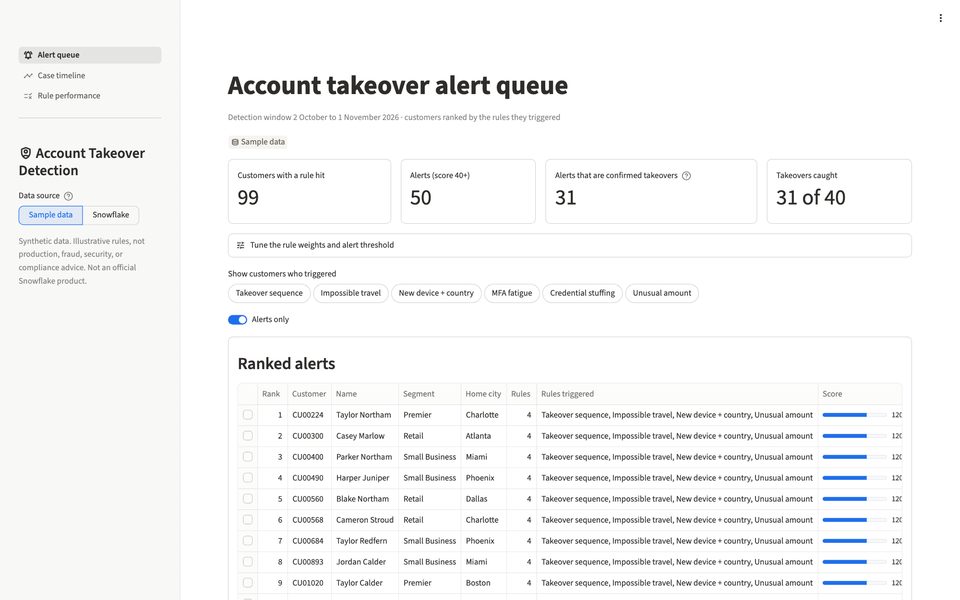 Alert queue
Case timeline
Rule performance
Account Takeover
Detection
Data source
Sample data Snowflake
Synthetic data. Illustrative rules, not
production, fraud, security, or
compliance advice. Not an official
Snowflake product.
Account takeover alert queue
Detection window 2 October to 1 November 2026 · customers ranked by the rules they triggered
Sample data
Customers with a rule hit
99
Alerts (score 40+)
50
Alerts that are confirmed takeovers
31
Takeovers caught
31 of 40
Tune the rule weights and alert threshold
Show customers who triggered
Takeover sequence Impossible travel New device + country MFA fatigue Credential stuffing Unusual amount
Alerts only
Ranked alerts
Rank Customer Name Segment Home city Rules Rules triggered Score
1 CU00224 Taylor Northam Premier Charlotte 4 Takeover sequence, Impossible travel, New device + country, Unusual amount 120
2 CU00300 Casey Marlow Retail Atlanta 4 Takeover sequence, Impossible travel, New device + country, Unusual amount 120
3 CU00400 Parker Northam Small Business Miami 4 Takeover sequence, Impossible travel, New device + country, Unusual amount 120
4 CU00490 Harper Juniper Small Business Phoenix 4 Takeover sequence, Impossible travel, New device + country, Unusual amount 120
5 CU00560 Blake Northam Retail Dallas 4 Takeover sequence, Impossible travel, New device + country, Unusual amount 120
6 CU00568 Cameron Stroud Retail Charlotte 4 Takeover sequence, Impossible travel, New device + country, Unusual amount 120
7 CU00684 Taylor Redfern Small Business Phoenix 4 Takeover sequence, Impossible travel, New device + country, Unusual amount 120
8 CU00893 Jordan Calder Small Business Miami 4 Takeover sequence, Impossible travel, New device + country, Unusual amount 120
9 CU01020 Taylor Calder Premier Boston 4 Takeover sequence, Impossible travel, New device + country, Unusual amount 120